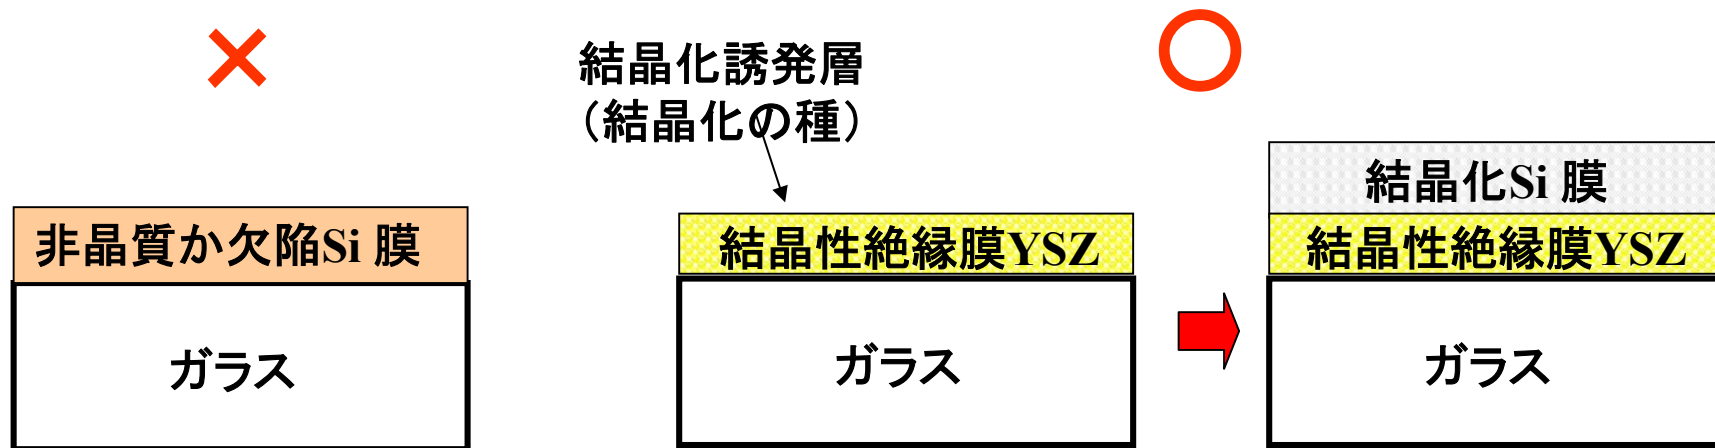 ×
○
結晶化誘発層
（結晶化の種）
非晶質か欠陥Si 膜
ガラス
結晶性絶縁膜YSZ
ガラス
結晶化Si 膜
結晶性絶縁膜YSZ
ガラス